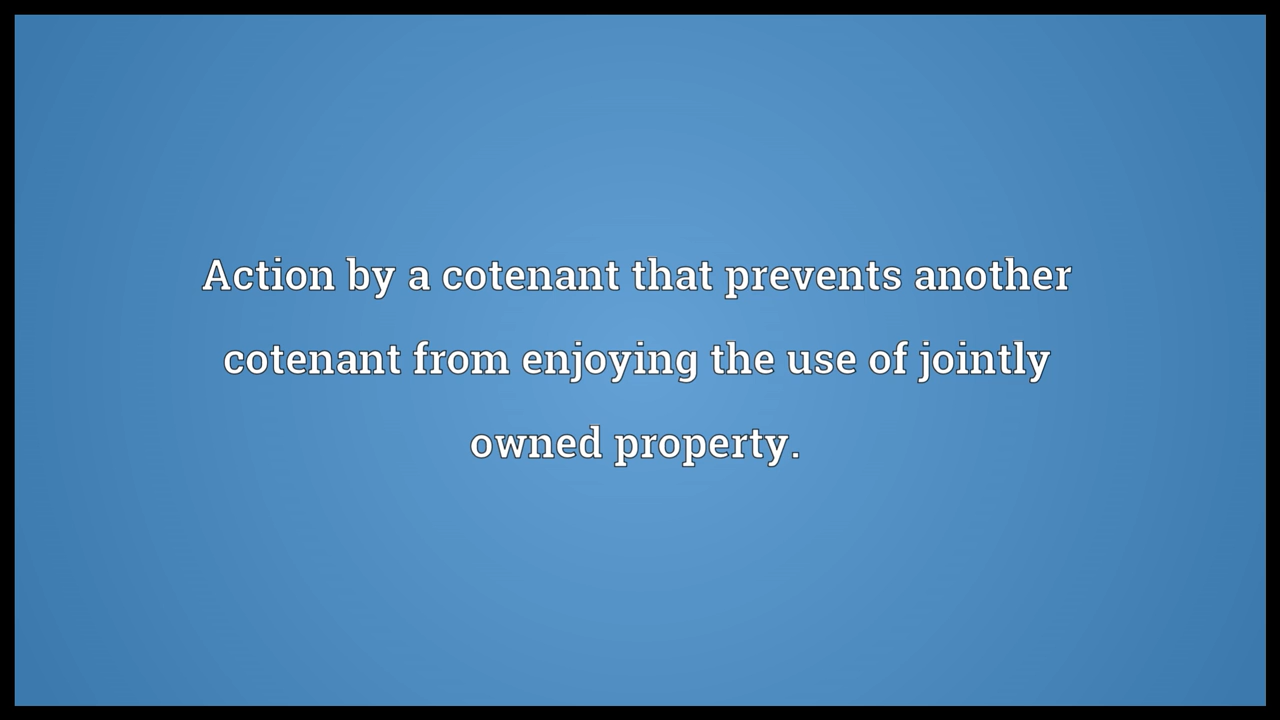 Action by a cotenant that prevents another
cotenant from enjoying the use of jointly
owned property.